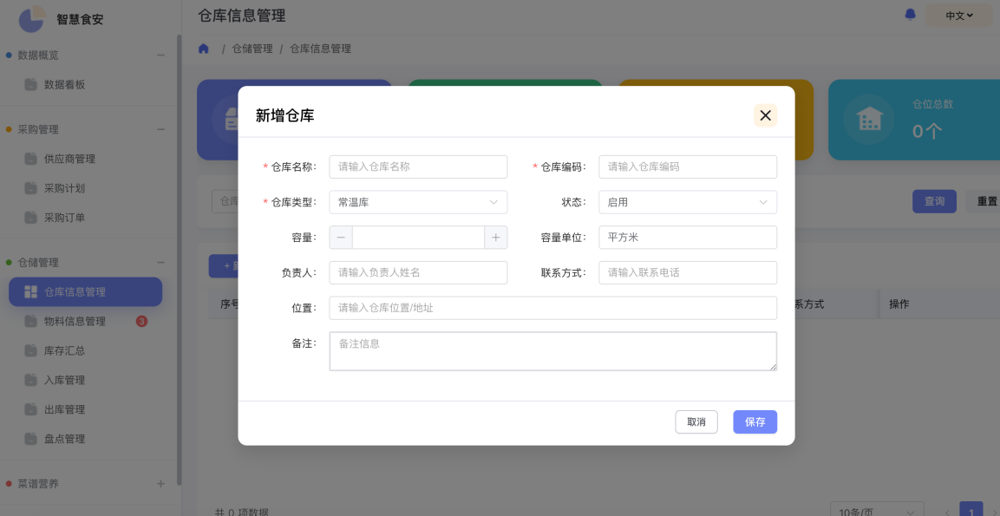 智慧食安
仓库信息管理
中文
/ 仓储管理 / 仓库信息管理
数据概览
数据看板
采购管理
供应商管理
采购计划
采购订单
仓储管理
仓库信息管理
物料信息管理 3
库存汇总
入库管理
出库管理
盘点管理
菜谱营养
仓位总数
0个
查询 重置
序号
系方式 操作
新增仓库
* 仓库名称: 请输入仓库名称
* 仓库编码: 请输入仓库编码
* 仓库类型: 常温库
状态: 启用
容量:
容量单位: 平方米
负责人: 请输入负责人姓名
联系方式: 请输入联系电话
位置: 请输入仓库位置/地址
备注: 备注信息
取消 保存
共 0 项数据
10条/页
1